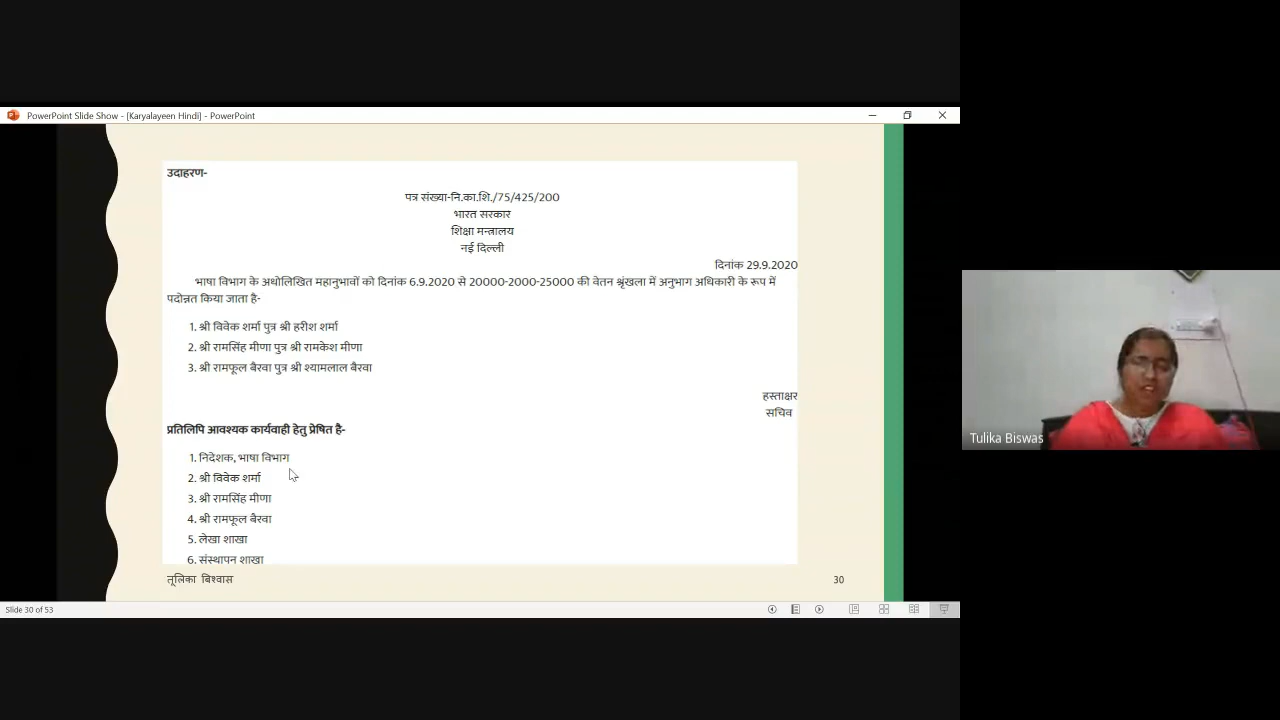 PowerPoint Slide Show - [Karyalayeen Hindi] - PowerPoint
उदाहरण-
पत्र संख्या-नि.का.शि./75/425/200
भारत सरकार
शिक्षा मन्त्रालय
नई दिल्ली
दिनांक 29.9.2020
भाषा विभाग के अधोलिखित महानुभावों को दिनांक 6.9.2020 से 20000-2000-25000 की वेतन श्रृंखला में अनुभाग अधिकारी के रूप में
पदोन्नत किया जाता है-
1. श्री विवेक शर्मा पुत्र श्री हरीश शर्मा
2. श्री रामसिंह मीणा पुत्र श्री रामकेश मीणा
3. श्री रामफूल बैरवा पुत्र श्री श्यामलाल बैरवा
हस्ताक्षर
सचिव
प्रतिलिपि आवश्यक कार्यवाही हेतु प्रेषित है-
1. निदेशक, भाषा विभाग
2. श्री विवेक शर्मा
3. श्री रामसिंह मीणा
4. श्री रामफूल बैरवा
5. लेखा शाखा
6. संस्थापन शाखा
तूलिका बिश्वास
30
Slide 30 of 53
Tulika Biswas